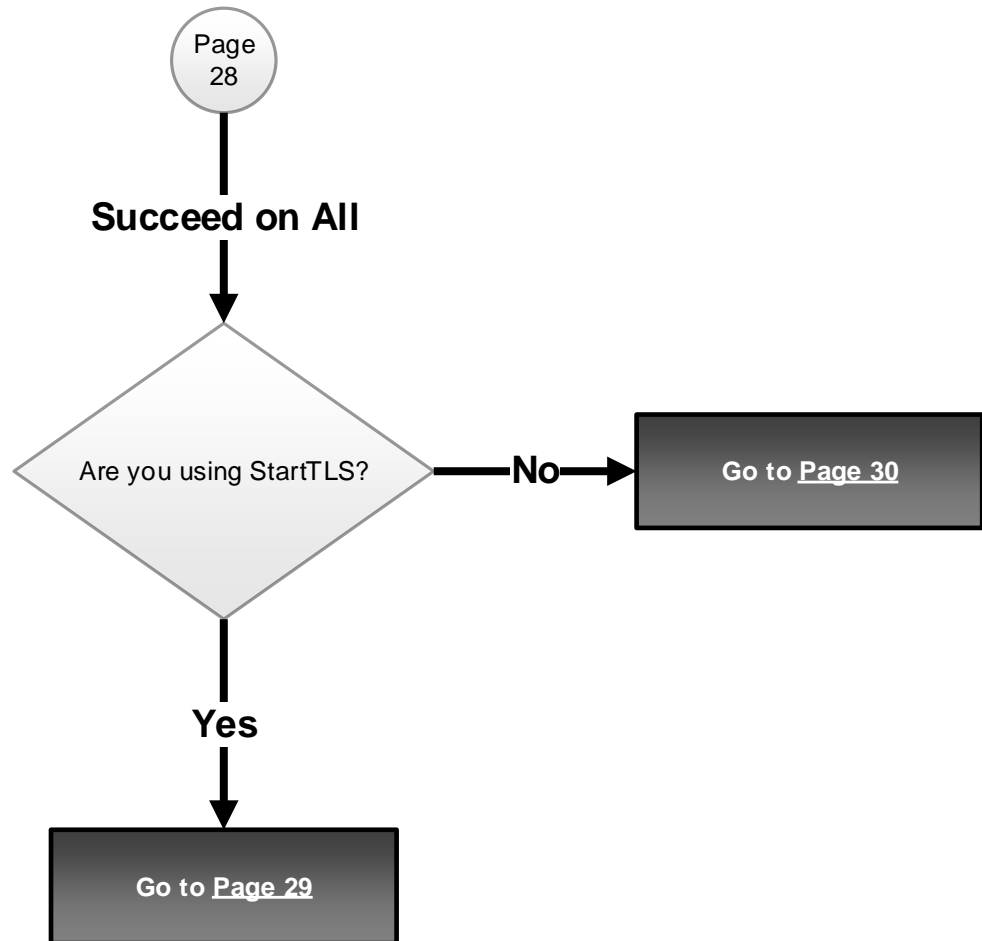 Page
28
Succeed on All
Are you using StartTLS?
No
Go to Page 30
Yes
Go to Page 29